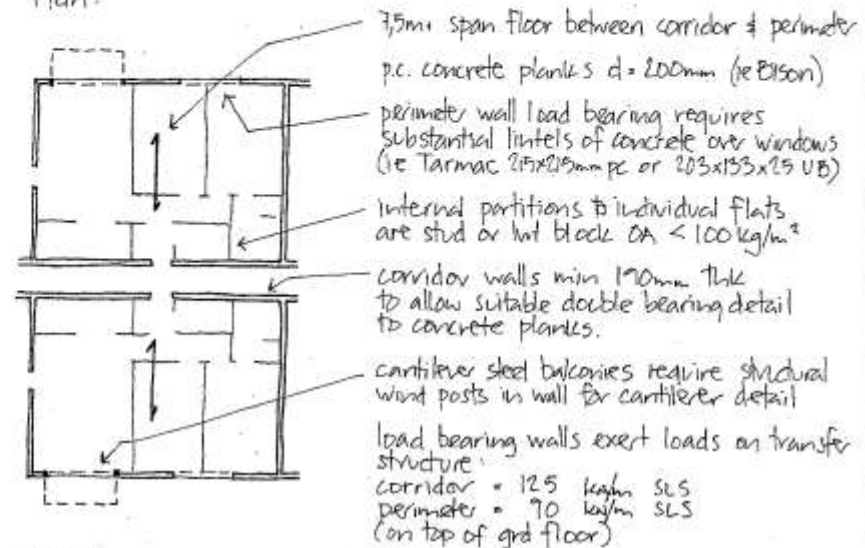 Plan:
7,5m+ span floor between corridor & perimeter
p.c. concrete planks d = 200mm (ie Bison)
perimeter wall load bearing requires
substantial lintels of concrete over windows
(ie Tarmac 215x215mm pc or 203x133x25 UB)
internal partitions to individual flats
are stud or lwt block OA < 100 kg/m²
corridor walls min 190mm thk
to allow suitable double bearing detail
to concrete planks.
cantilever steel balconies require structural
wind posts in wall for cantilever detail
load bearing walls exert loads on transfer
structure:
corridor = 125 SLS
perimeter = 90 SLS
(on top of grd floor)